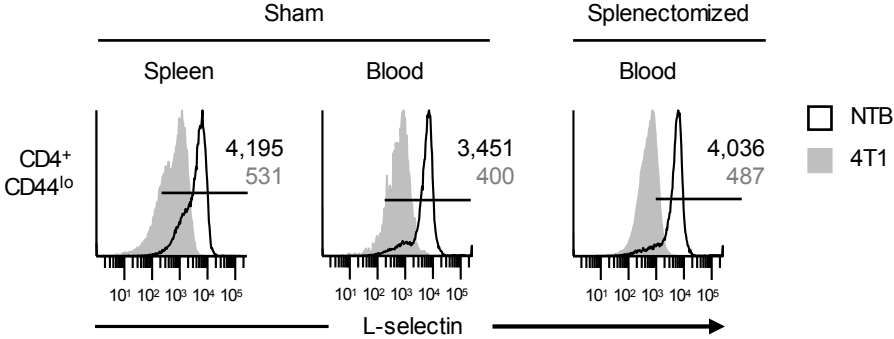 Sham
Splenectomized
Spleen
Blood
Blood
CD4⁺
CD44ˡᵒ
4,195
531
3,451
400
4,036
487
NTB
4T1
10¹ 10² 10³ 10⁴ 10⁵
10¹ 10² 10³ 10⁴ 10⁵
10¹ 10² 10³ 10⁴ 10⁵
L-selectin